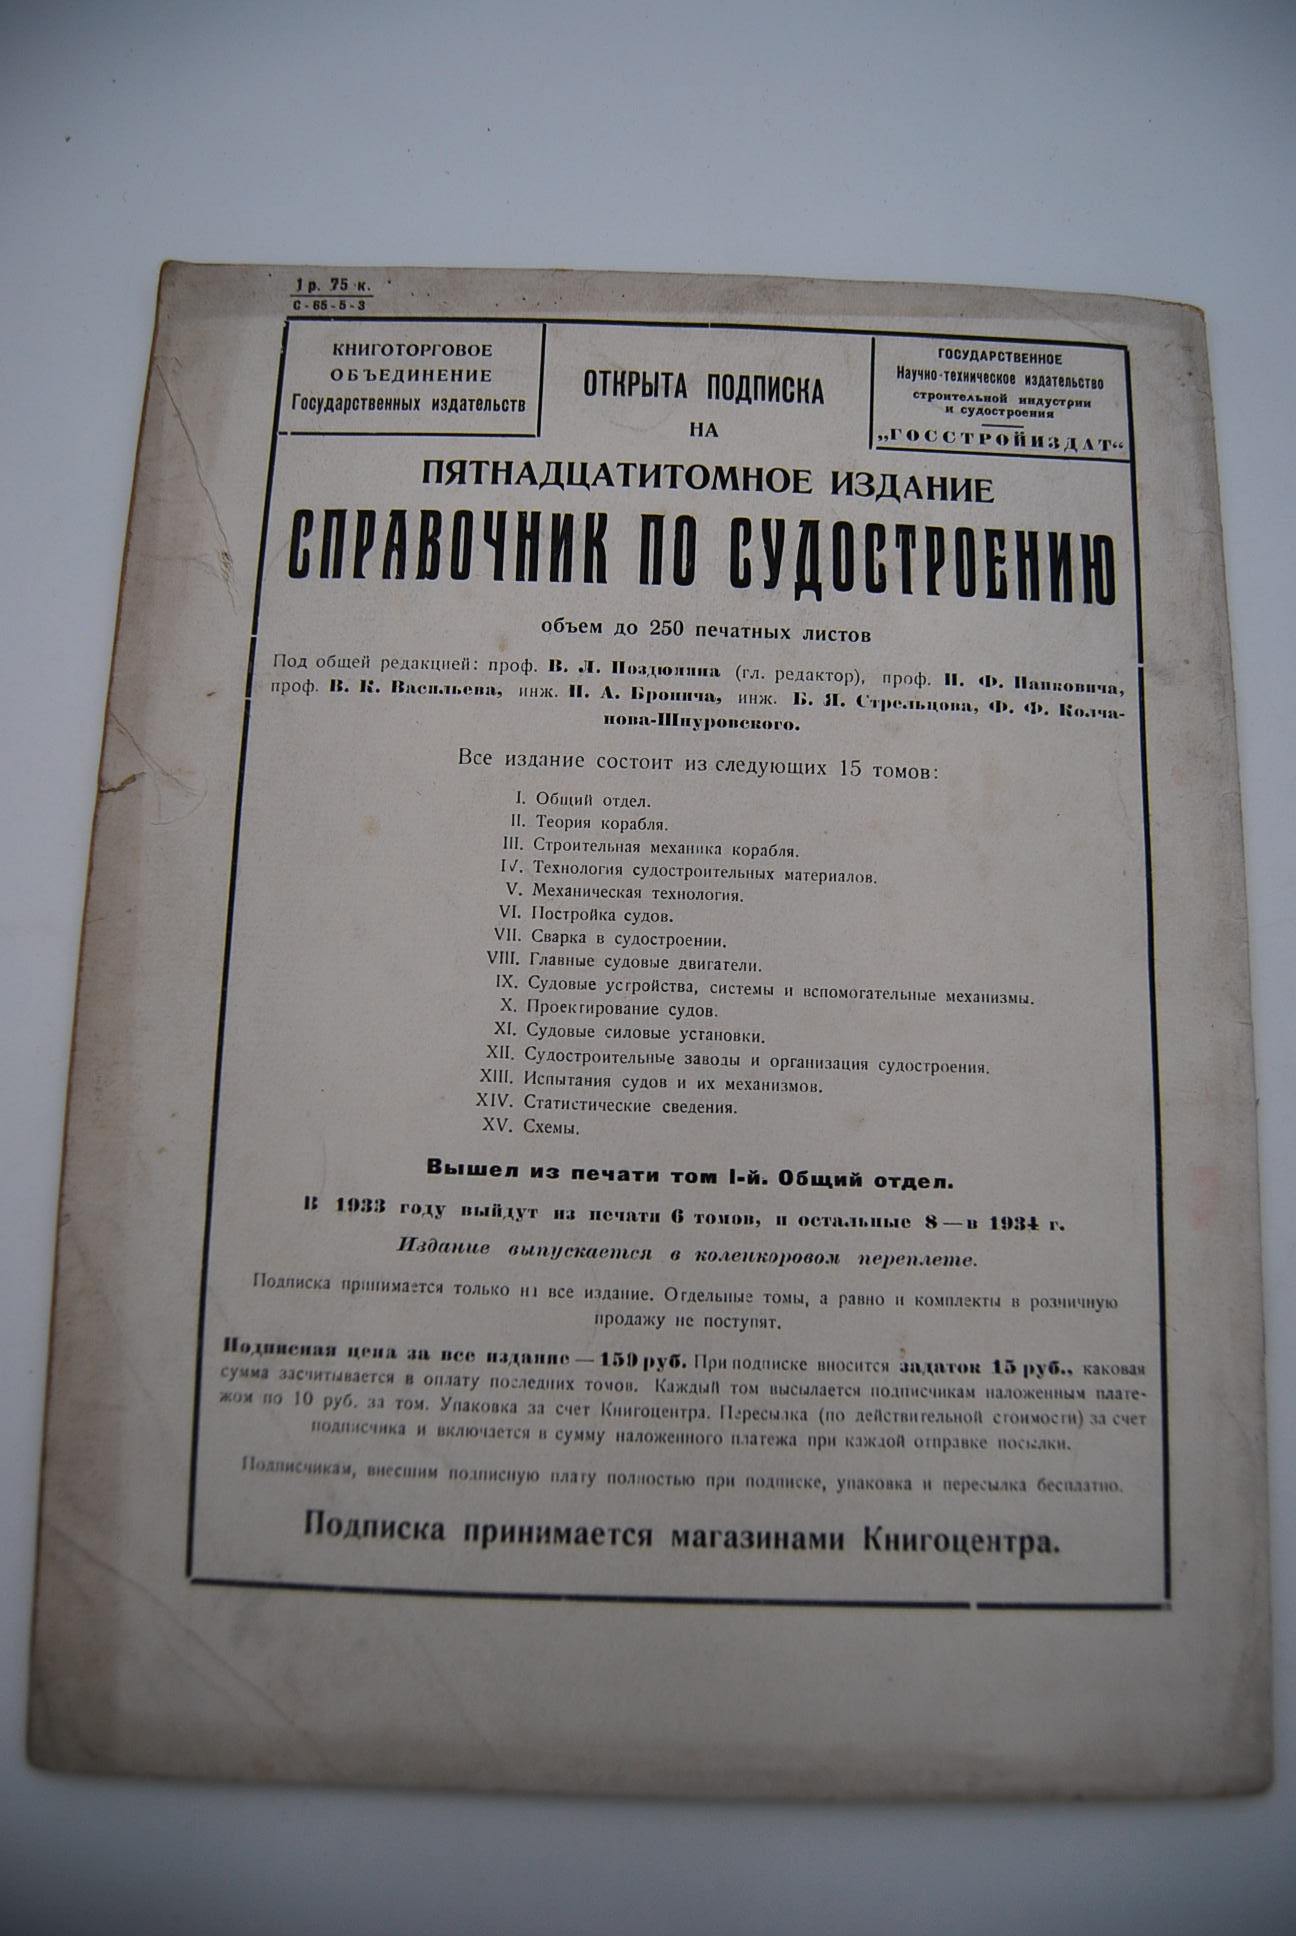 1 р. 75 к.
С-65-5-3
КНИГОТОРГОВОЕ
ОБЪЕДИНЕНИЕ
Государственных издательств
ОТКРЫТА ПОДПИСКА
НА
ГОСУДАРСТВЕННОЕ
Научно-техническое издательство
строительной индустрии
и судостроения
„ГОССТРОЙИЗДАТ“
ПЯТНАДЦАТИТОМНОЕ ИЗДАНИЕ
СПРАВОЧНИК ПО СУДОСТРОЕНИЮ
объем до 250 печатных листов
Под общей редакцией: проф. В. Л. Поздюнина (гл. редактор), проф. П. Ф. Папковича,
проф. В. К. Васильева, инж. П. А. Бронича, инж. Б. Я. Стрельцова, Ф. Ф. Колча-
нова-Шпуровского.
Все издание состоит из следующих 15 томов:
I. Общий отдел.
II. Теория корабля.
III. Строительная механика корабля.
IV. Технология судостроительных материалов.
V. Механическая технология.
VI. Постройка судов.
VII. Сварка в судостроении.
VIII. Главные судовые двигатели.
IX. Судовые устройства, системы и вспомогательные механизмы.
X. Проектирование судов.
XI. Судовые силовые установки.
XII. Судостроительные заводы и организация судостроения.
XIII. Испытания судов и их механизмов.
XIV. Статистические сведения.
XV. Схемы.
Вышел из печати том I-й. Общий отдел.
В 1933 году выйдут из печати 6 томов, и остальные 8 — в 1934 г.
Издание выпускается в коленкоровом переплете.
Подписка принимается только на все издание. Отдельные томы, а равно и комплекты в розничную
продажу не поступят.
Подписная цена за все издание — 150 руб. При подписке вносится задаток 15 руб., каковая
сумма засчитывается в оплату последних томов. Каждый том высылается подписчикам наложенным плате-
жом по 10 руб. за том. Упаковка за счет Книгоцентра. Пересылка (по действительной стоимости) за счет
подписчика и включается в сумму наложенного платежа при каждой отправке посылки.
Подписчикам, внесшим подписную плату полностью при подписке, упаковка и пересылка бесплатно.
Подписка принимается магазинами Книгоцентра.